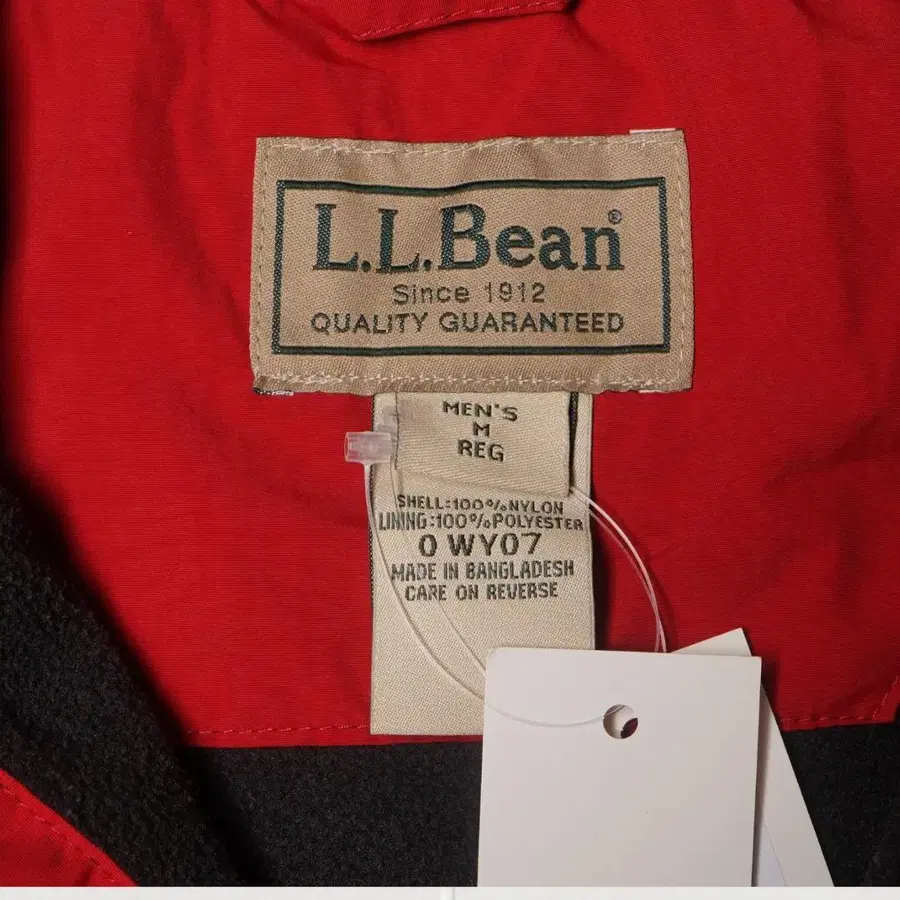 L.L.Bean®
Since 1912
QUALITY GUARANTEED
MEN'S
M
REG
SHELL:100%NYLON
LINING:100%POLYESTER
0 WY07
MADE IN BANGLADESH
CARE ON REVERSE